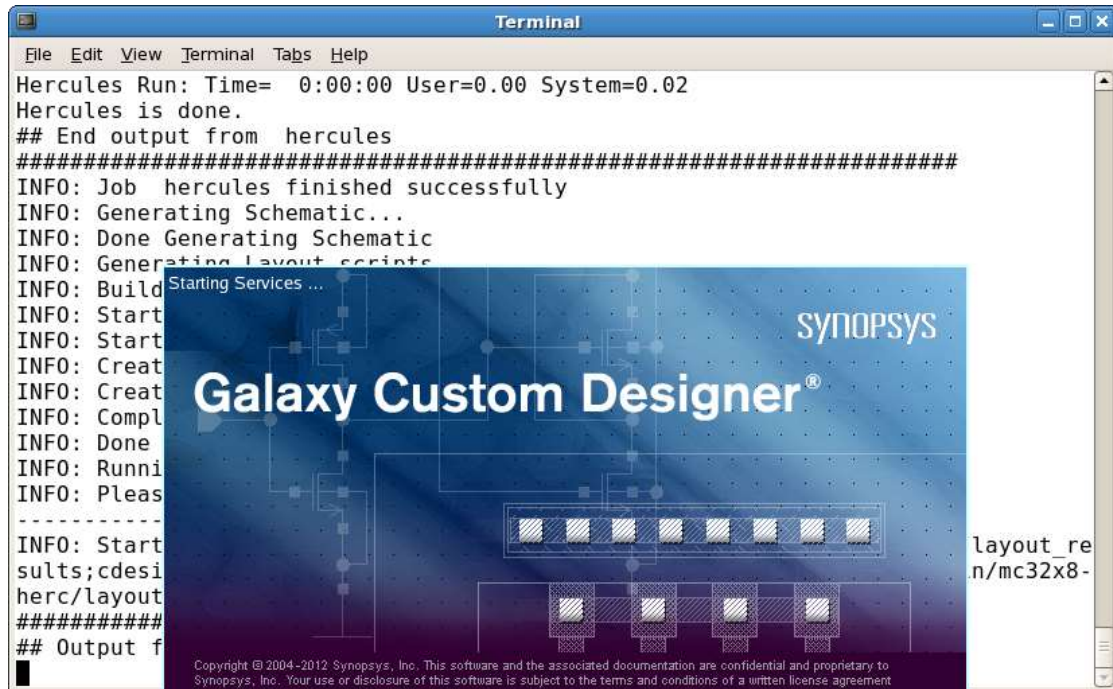 Terminal
File Edit View Terminal Tabs Help
Hercules Run: Time=  0:00:00 User=0.00 System=0.02
Hercules is done.
## End output from  hercules
######################################################################
INFO: Job  hercules finished successfully
INFO: Generating Schematic...
INFO: Done Generating Schematic
INFO: Generating Layout scripts
INFO: Build
INFO: Start
INFO: Start
INFO: Creat
INFO: Creat
INFO: Compl
INFO: Done
INFO: Runni
INFO: Pleas
-----------
INFO: Start
layout_re
sults;cdesi
n/mc32x8-
herc/layout
###########
## Output f
Starting Services ...
SYNOPSYS
Galaxy Custom Designer®
Copyright © 2004-2012 Synopsys, Inc. This software and the associated documentation are confidential and proprietary to
Synopsys, Inc. Your use or disclosure of this software is subject to the terms and conditions of a written license agreement